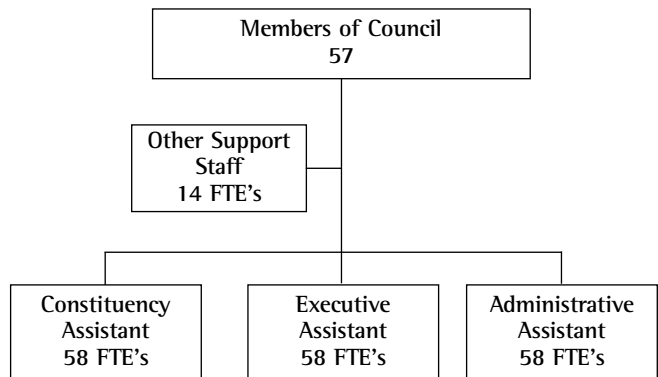 Members of Council
57
Other Support
Staff
14 FTE's
Constituency
Assistant
58 FTE's
Executive
Assistant
58 FTE's
Administrative
Assistant
58 FTE's